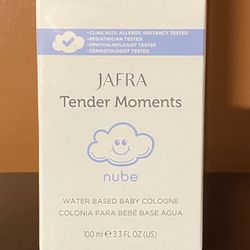 •CLINICALLY, ALLERGY, IRRITANCY TESTED
•PEDIATRICIAN TESTED
•OPHTHALMOLOGIST TESTED
•DERMATOLOGIST TESTED
JAFRA
Tender Moments
nube
WATER BASED BABY COLOGNE
COLONIA PARA BEBÉ BASE AGUA
100 ml ℮ 3.3 FL OZ (US)